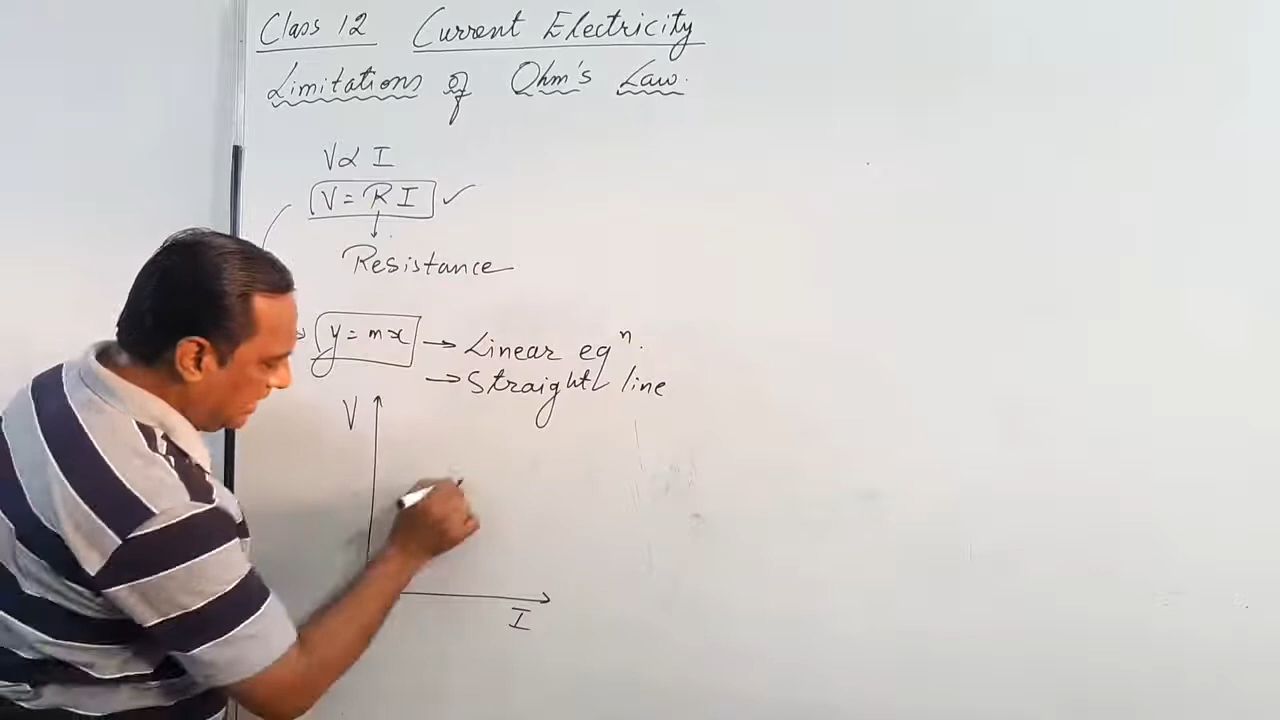 Class 12 Current Electricity
Limitations of Ohm's Law.
V ∝ I
V = R I ✓
↓
Resistance
y = mx → Linear eqⁿ.
→ Straight line
V
I